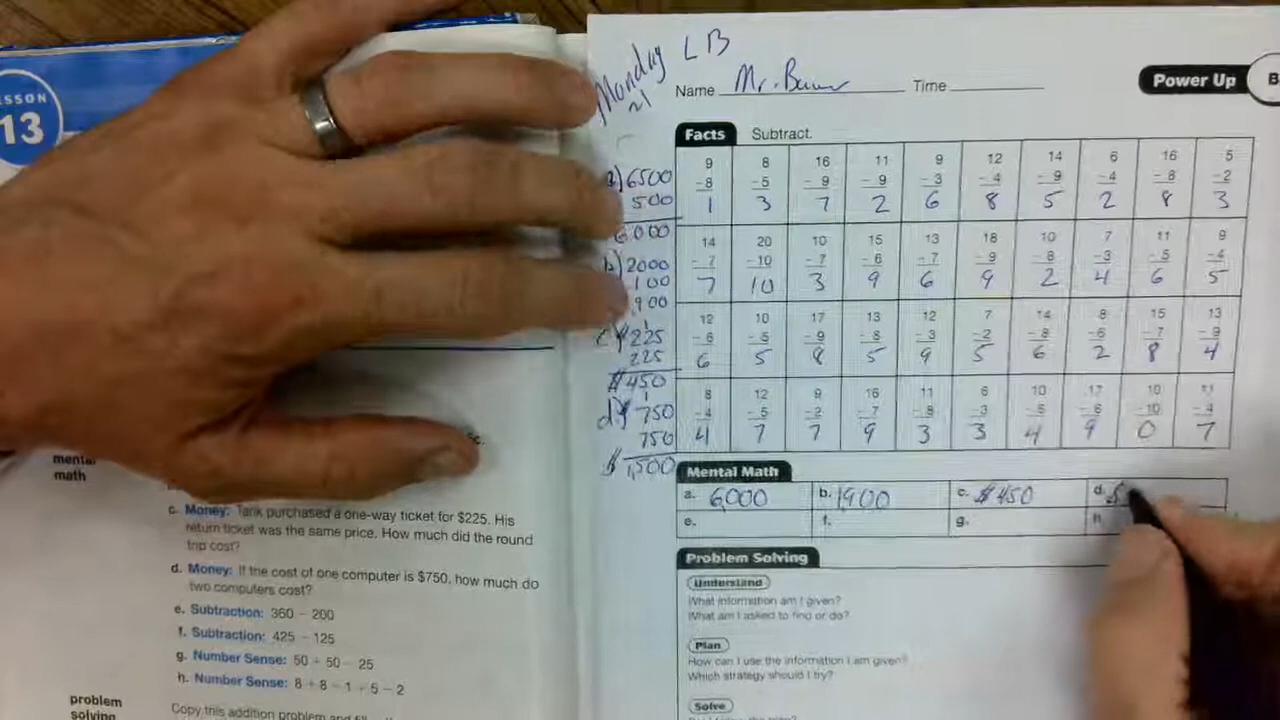 LESSON
13
mental
math
c. Money: Tarik purchased a one-way ticket for $225. His
return ticket was the same price. How much did the round
trip cost?
d. Money: If the cost of one computer is $750, how much do
two computers cost?
e. Subtraction: 360 − 200
f. Subtraction: 425 − 125
g. Number Sense: 50 + 50 − 25
h. Number Sense: 8 + 8 − 1 + 5 − 2
problem
solving
Copy this addition problem and
Monday LB
21
Name Mr. Bauer Time
Power Up B
Facts Subtract.
9 8 16 11 9 12 14 6 16 5
−8 −5 −9 −9 −3 −4 −9 −4 −8 −2
1 3 7 2 6 8 5 2 8 3
14 20 10 15 13 18 10 7 11 9
−7 −10 −7 −6 −7 −9 −8 −3 −5 −4
7 10 3 9 6 9 2 4 6 5
12 10 17 13 12 7 14 8 15 13
−6 −5 −9 −8 −3 −2 −8 −6 −7 −9
6 5 8 5 9 5 6 2 8 4
8 12 9 16 11 6 10 17 10 11
−4 −5 −2 −7 −8 −3 −6 −8 −10 −4
4 7 7 9 3 3 4 9 0 7
a) 6500
500
6,000
b) 2000
100
,900
c) $225
225
$450
d) $750
750
$1,500
Mental Math
a. 6,000 b. 1900 c. $450 d. $
e. f. g. h.
Problem Solving
Understand
What information am I given?
What am I asked to find or do?
Plan
How can I use the information I am given?
Which strategy should I try?
Solve